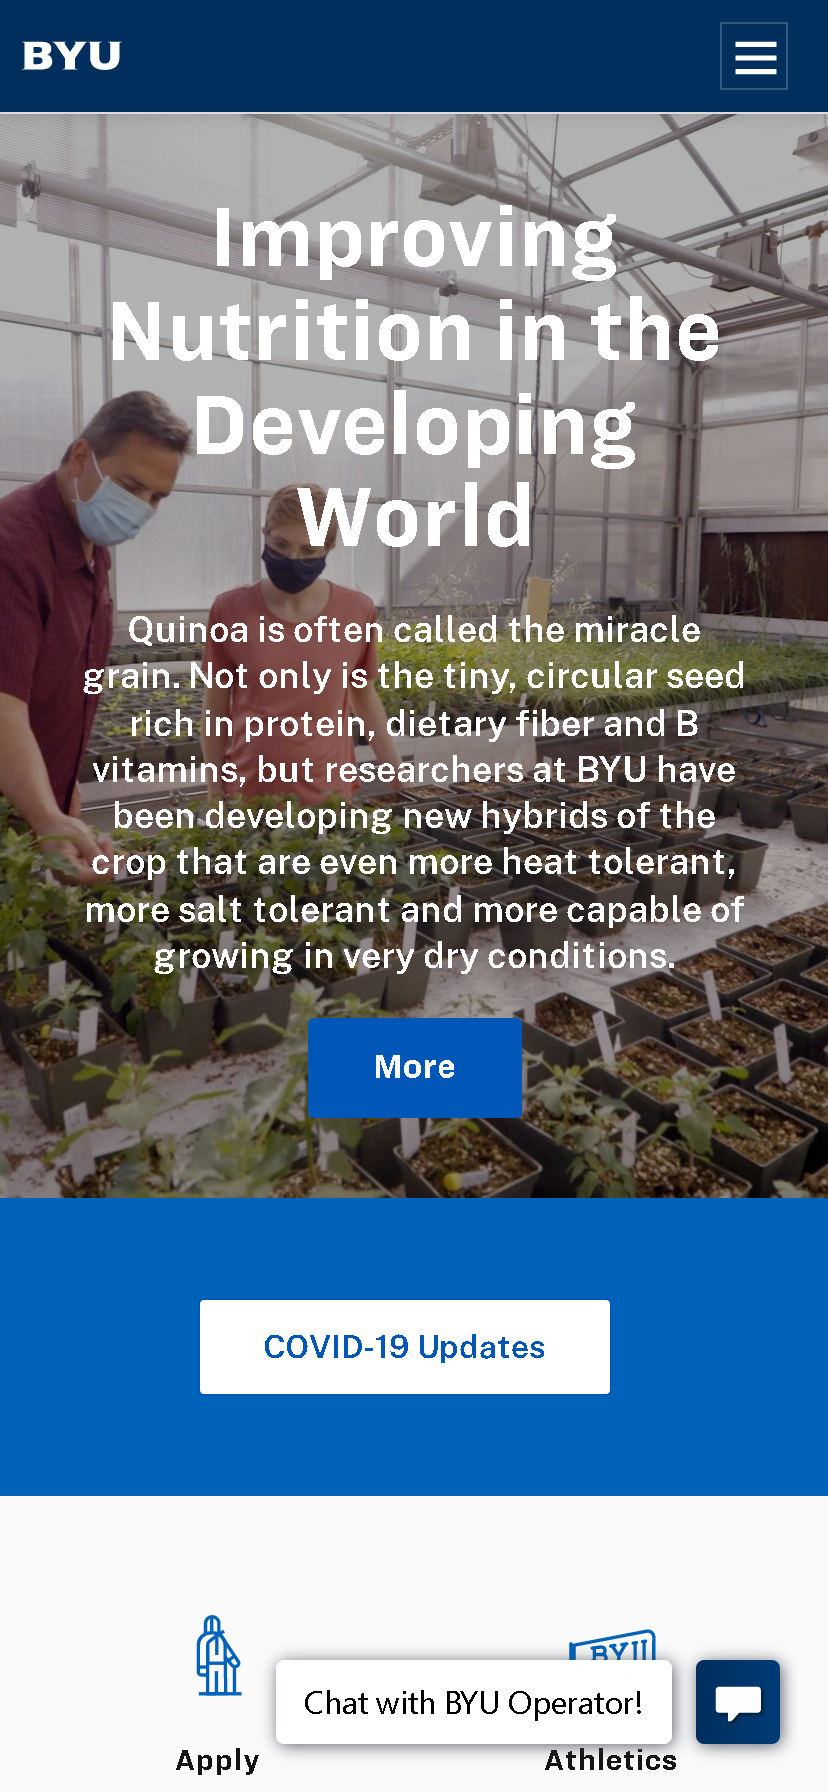 BYU
Improving
Nutrition in the
Developing
World
Quinoa is often called the miracle
grain. Not only is the tiny, circular seed
rich in protein, dietary fiber and B
vitamins, but researchers at BYU have
been developing new hybrids of the
crop that are even more heat tolerant,
more salt tolerant and more capable of
growing in very dry conditions.
More
COVID-19 Updates
BYU
Chat with BYU Operator!
Apply
Athletics